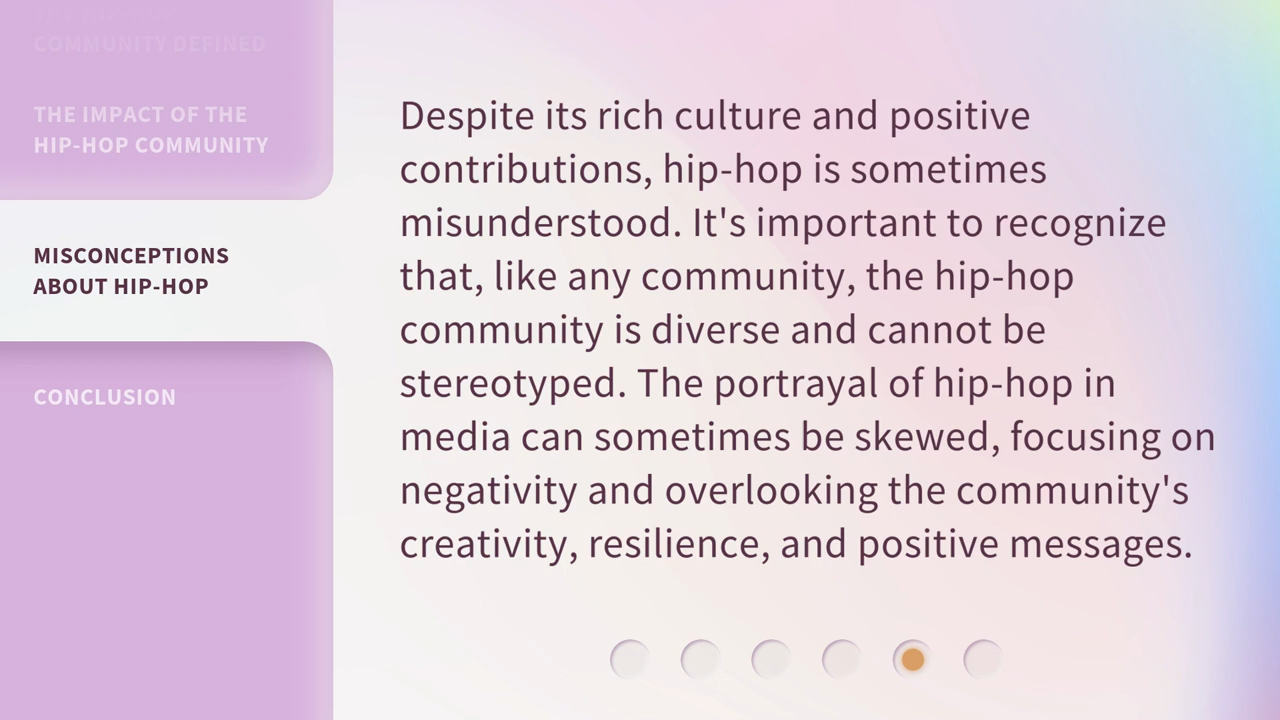 COMMUNITY DEFINED
THE IMPACT OF THE
HIP-HOP COMMUNITY
MISCONCEPTIONS
ABOUT HIP-HOP
CONCLUSION
Despite its rich culture and positive
contributions, hip-hop is sometimes
misunderstood. It's important to recognize
that, like any community, the hip-hop
community is diverse and cannot be
stereotyped. The portrayal of hip-hop in
media can sometimes be skewed, focusing on
negativity and overlooking the community's
creativity, resilience, and positive messages.